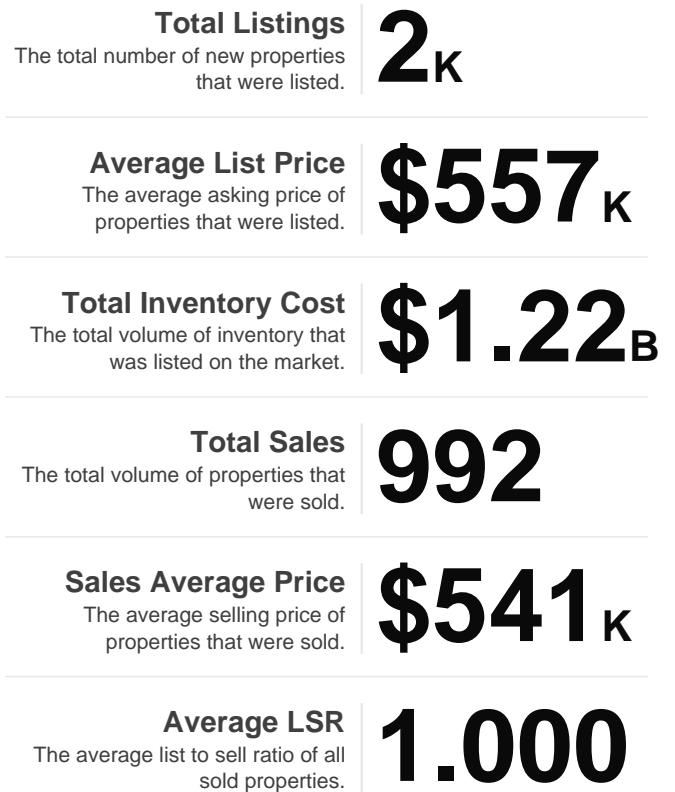 Total Listings
The total number of new properties
that were listed.
2K
Average List Price
The average asking price of
properties that were listed.
$557K
Total Inventory Cost
The total volume of inventory that
was listed on the market.
$1.22B
Total Sales
The total volume of properties that
were sold.
992
Sales Average Price
The average selling price of
properties that were sold.
$541K
Average LSR
The average list to sell ratio of all
sold properties.
1.000